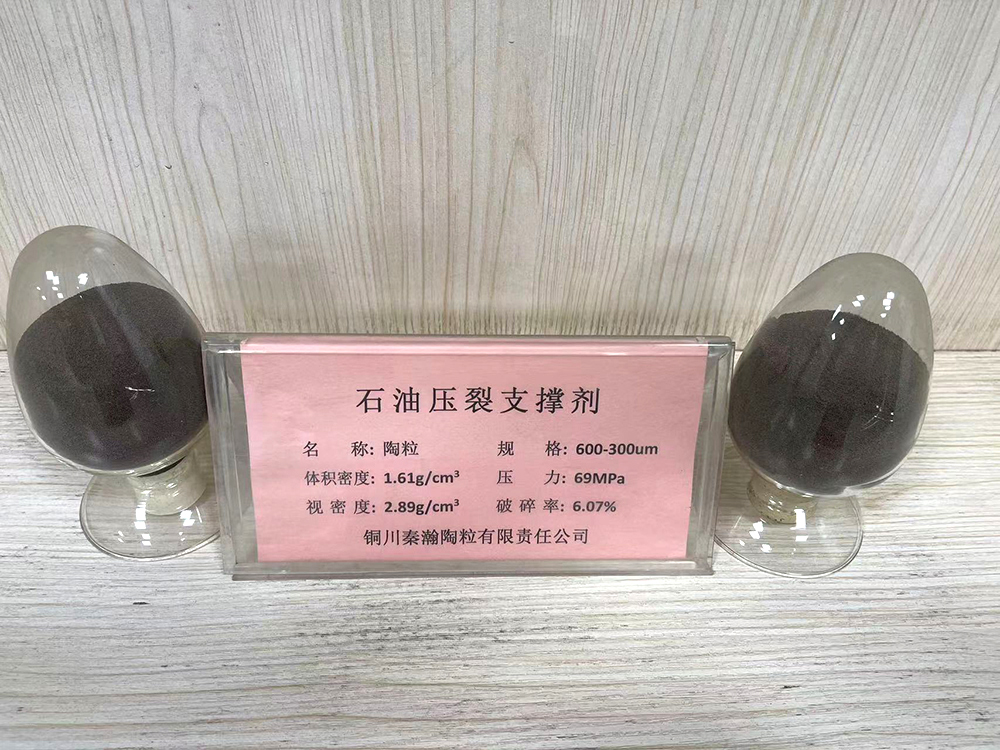 石油压裂支撑剂
名 称: 陶粒 规 格: 600-300um
体积密度: 1.61g/cm³ 压 力: 69MPa
视 密 度: 2.89g/cm³ 破 碎 率: 6.07%
铜川秦瀚陶粒有限责任公司